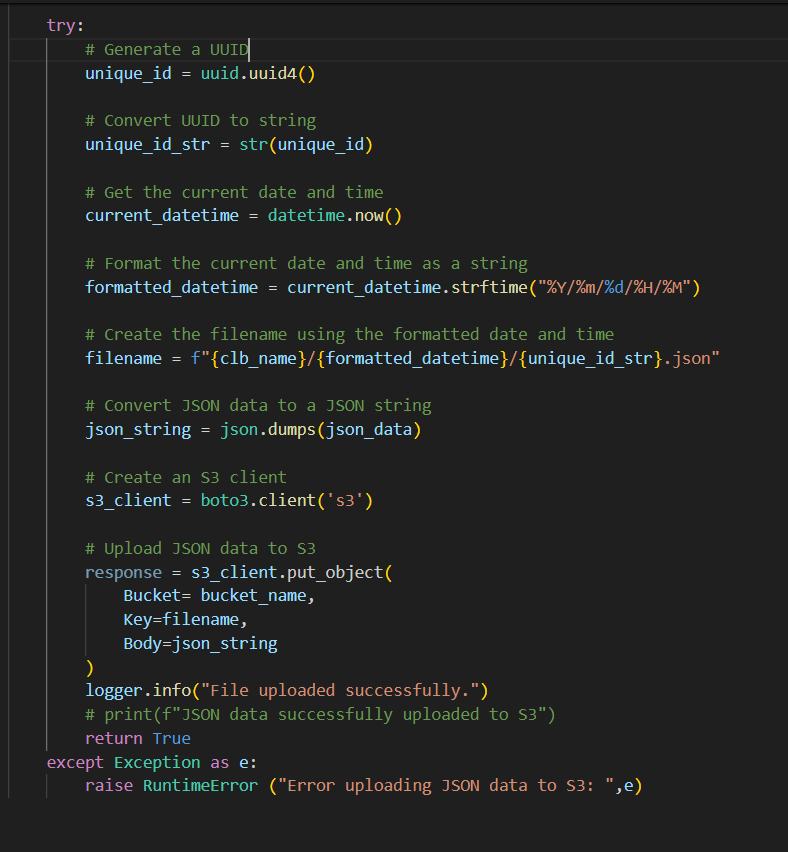 try:
# Generate a UUID
unique_id = uuid.uuid4()
# Convert UUID to string
unique_id_str = str(unique_id)
# Get the current date and time
current_datetime = datetime.now()
# Format the current date and time as a string
formatted_datetime = current_datetime.strftime("%Y/%m/%d/%H/%M")
# Create the filename using the formatted date and time
filename = f"{clb_name}/{formatted_datetime}/{unique_id_str}.json"
# Convert JSON data to a JSON string
json_string = json.dumps(json_data)
# Create an S3 client
s3_client = boto3.client('s3')
# Upload JSON data to S3
response = s3_client.put_object(
Bucket= bucket_name,
Key=filename,
Body=json_string
)
logger.info("File uploaded successfully.")
# print(f"JSON data successfully uploaded to S3")
return True
except Exception as e:
raise RuntimeError ("Error uploading JSON data to S3: ",e)